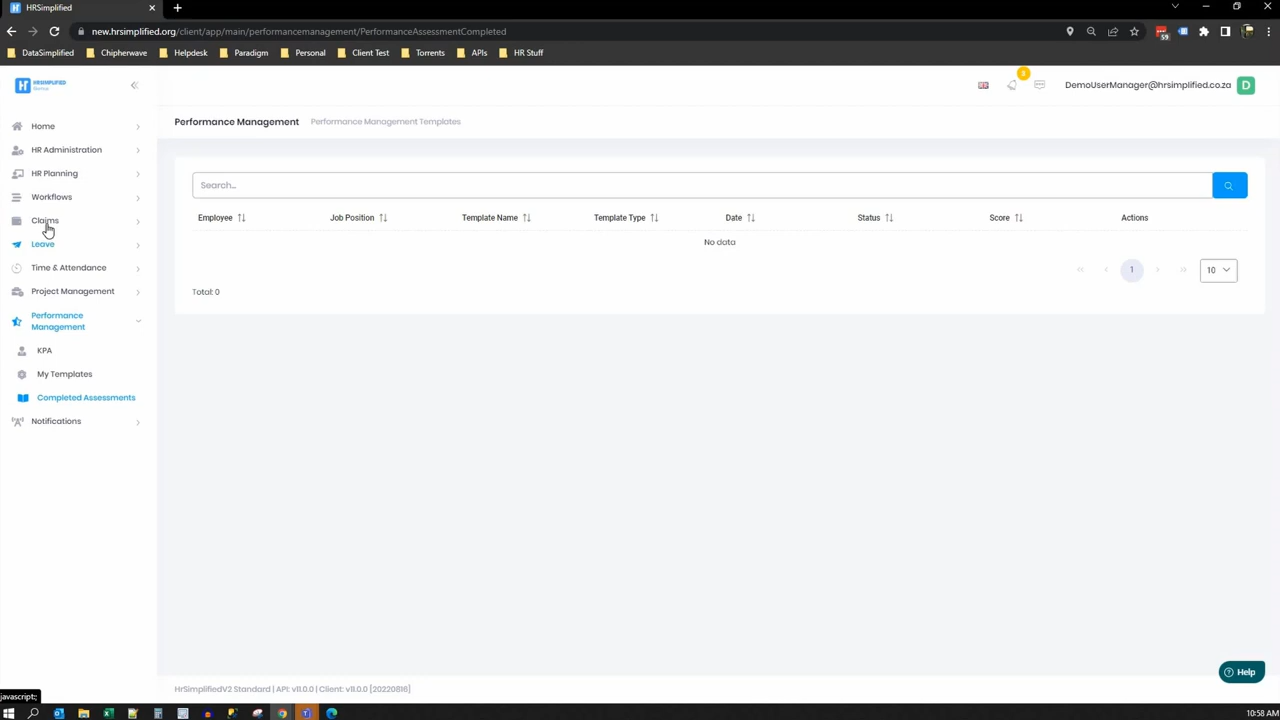 HRSimplified
new.hrsimplified.org/client/app/main/performancemanagement/PerformanceAssessmentCompleted
59
DataSimplified Chipherwave Helpdesk Paradigm Personal Client Test Torrents APIs HR Stuff
HRSIMPLIFIED
3
DemoUserManager@hrsimplified.co.za D
Performance Management Performance Management Templates
Home
HR Administration
HR Planning
Workflows
Claims
Leave
Time & Attendance
Project Management
Performance
Management
KPA
My Templates
Completed Assessments
Notifications
Search...
Employee Job Position Template Name Template Type Date Status Score Actions
No data
1 10
Total: 0
Help
HrSimplifiedV2 Standard | API: v11.0.0 | Client: v11.0.0 [20220816]
javascript:;
10:58 AM